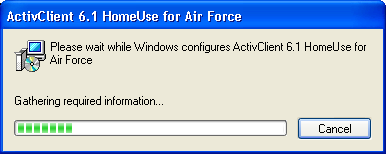 ActivClient 6.1 HomeUse for Air Force
Please wait while Windows configures ActivClient 6.1 HomeUse for
Air Force
Gathering required information...
Cancel